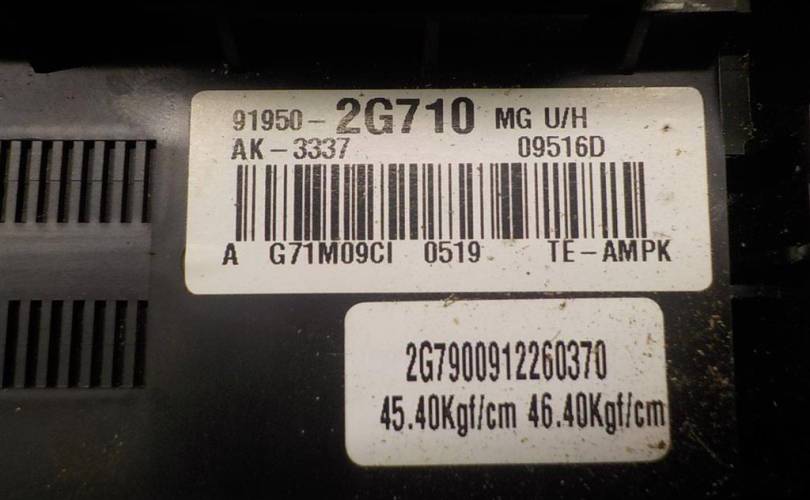 91950-2G710 MG U/H
AK-3337 09516D
A G71M09CI 0519 TE-AMPK
2G7900912260370
45.40Kgf/cm 46.40Kgf/cm